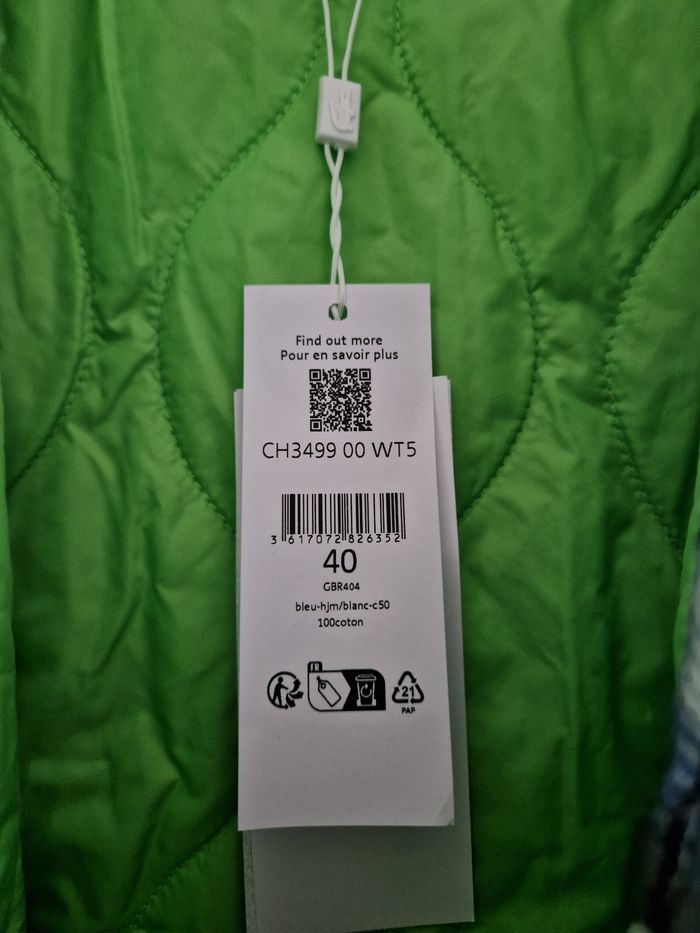 Find out more
Pour en savoir plus
CH3499 00 WT5
3 617072 826352
40
GBR404
bleu-hjm/blanc-c50
100coton
FR
21
PAP